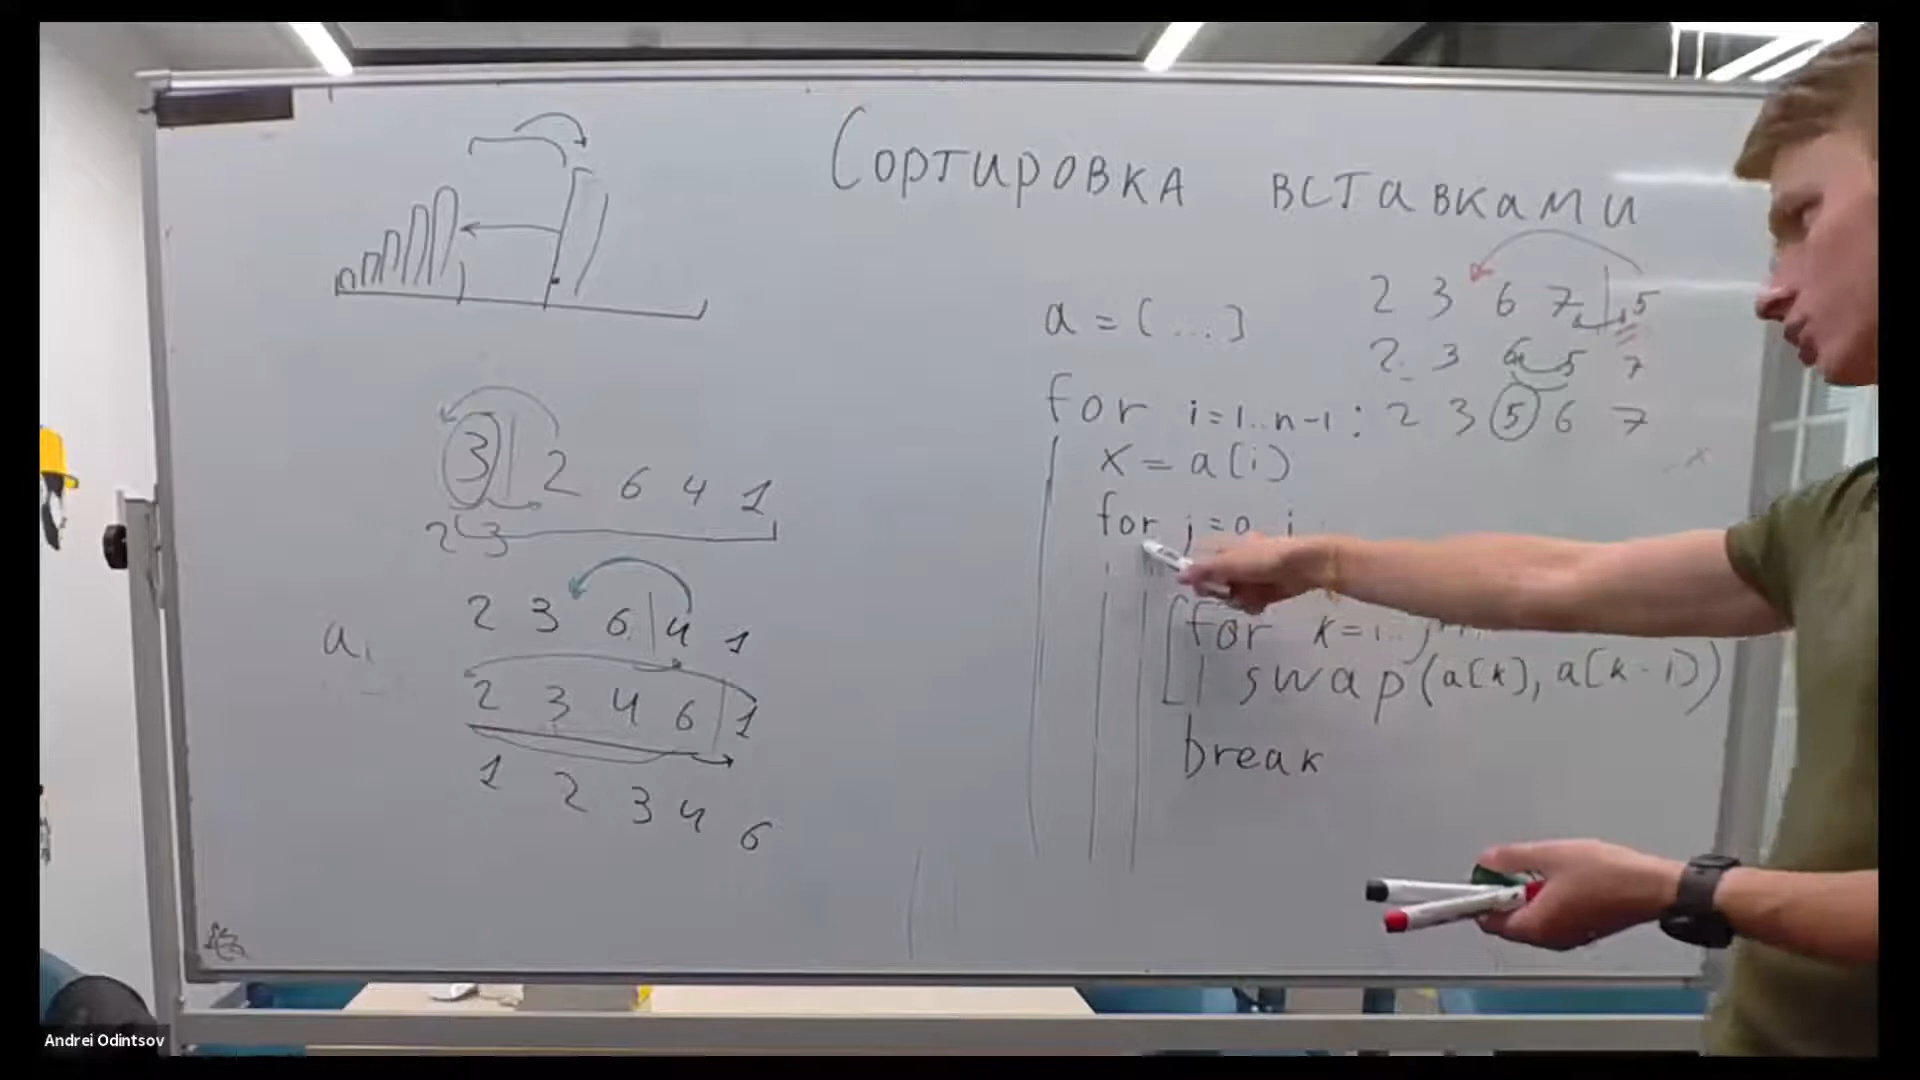 Сортировка вставками
3 | 2 6 4 1
2 3
2 3 6 | 4 1
a
2 3 4 6 | 1
1 2 3 4 6
2 3 6 7 | 5
2 3 6 5 7
2 3 5 6 7
a = [...]
for i=1..n-1:
x = a[i]
for j=0..i
for k=i..j
swap(a[k], a[k-1])
break
Andrei Odintsov